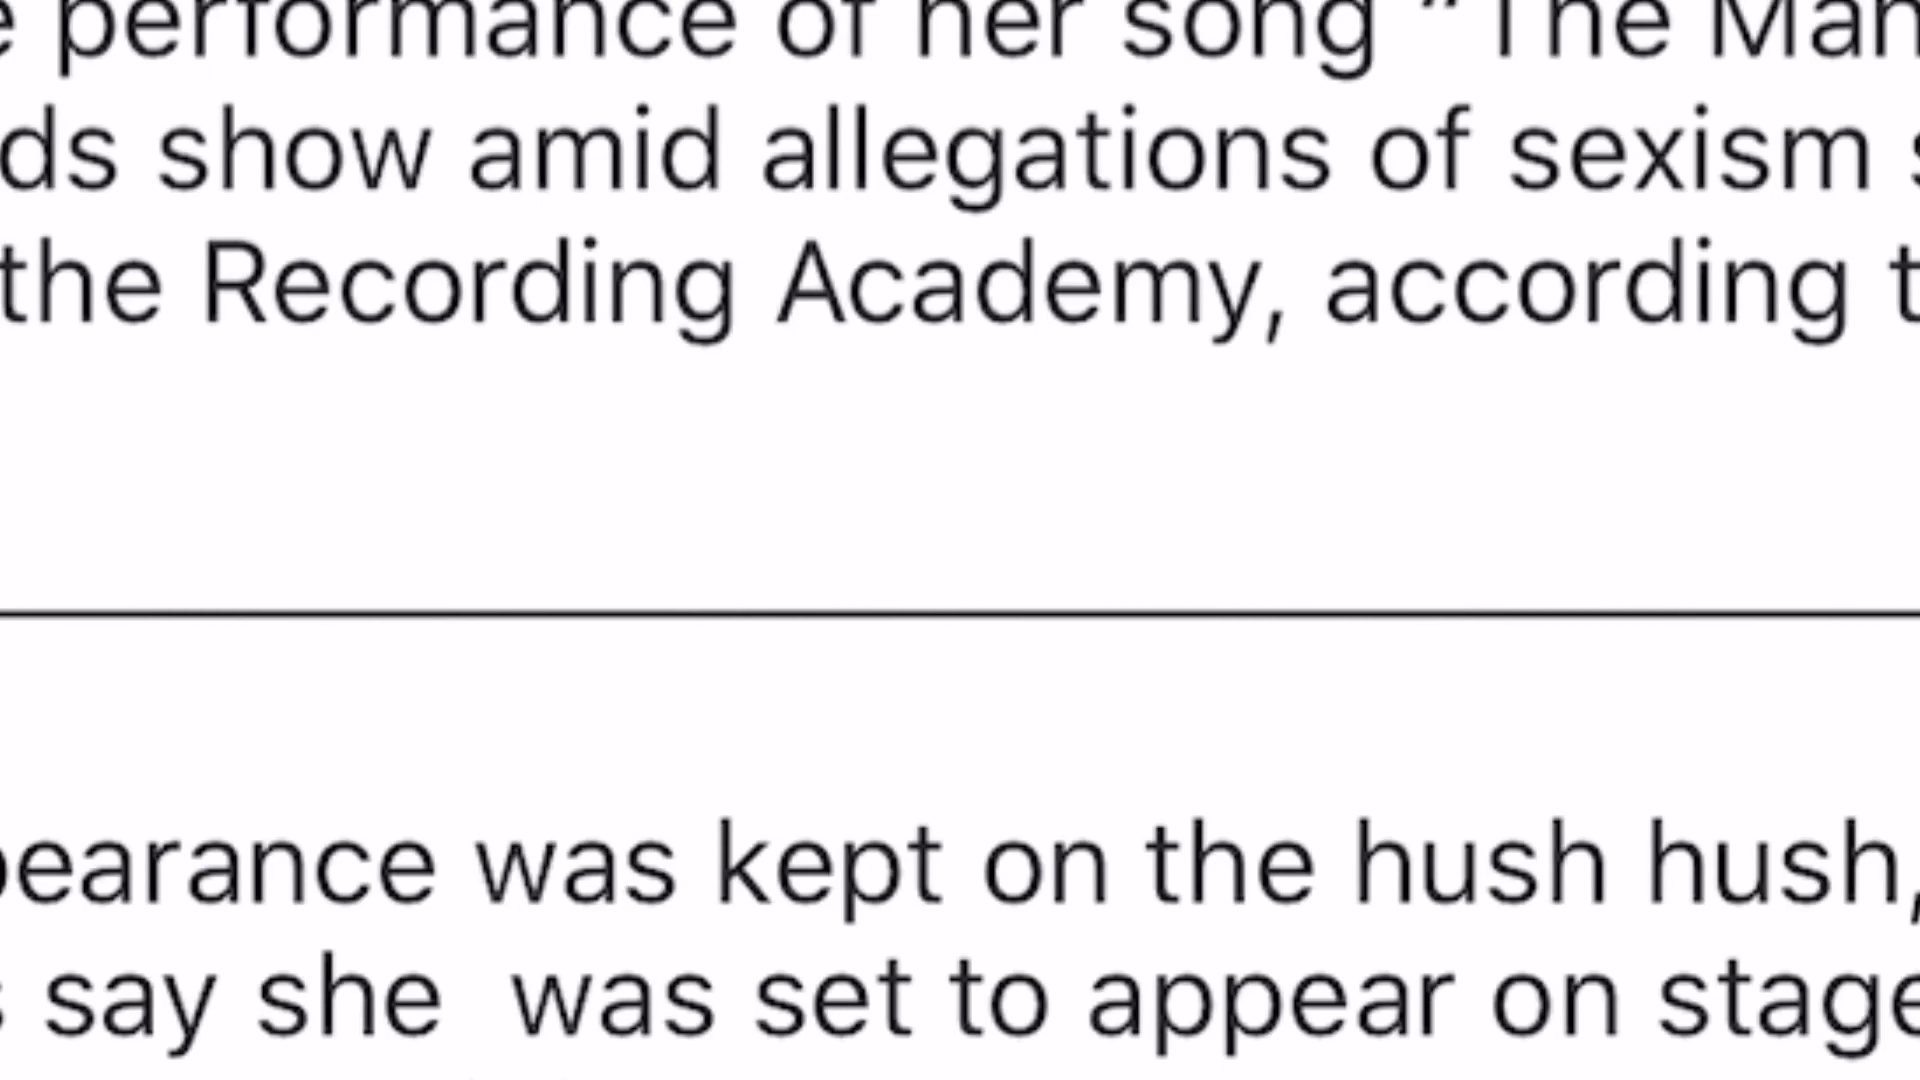 e performance of her song “The Man
ds show amid allegations of sexism s
the Recording Academy, according t
pearance was kept on the hush hush,
s say she was set to appear on stage